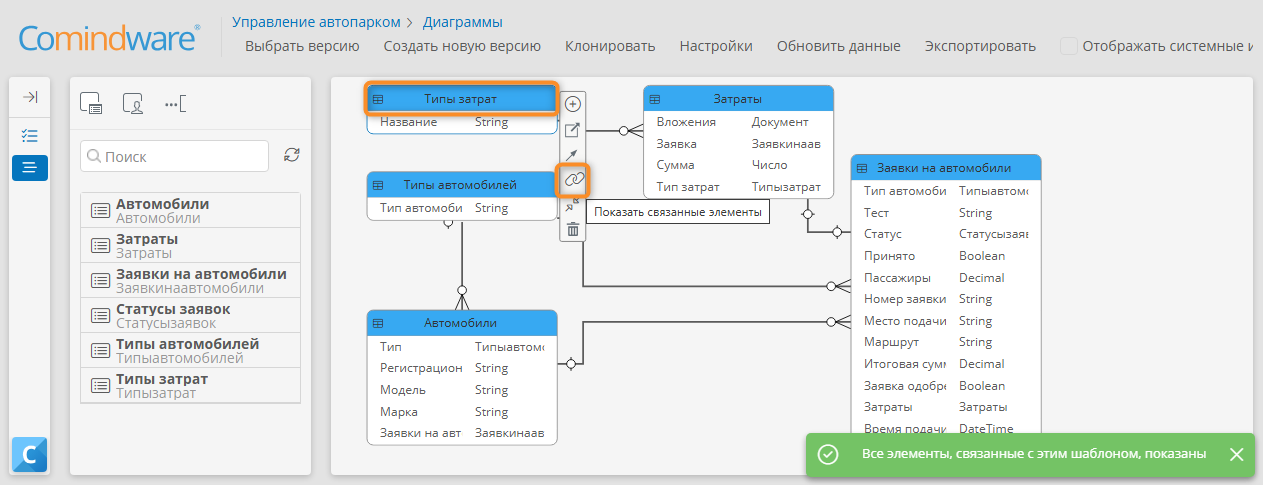 Comindware®
Управление автопарком > Диаграммы
Выбрать версию Создать новую версию Клонировать Настройки Обновить данные Экспортировать Отображать системные и
Поиск
Автомобили
Автомобили
Затраты
Затраты
Заявки на автомобили
Заявкинаавтомобили
Статусы заявок
Статусызаявок
Типы автомобилей
Типыавтомобилей
Типы затрат
Типызатрат
C
Типы затрат
Название String
Типы автомобилей
Тип автомоби String
Показать связанные элементы
Автомобили
Тип Типыавтомо
Регистрацион String
Модель String
Марка String
Заявки на авт Заявкинаав
Затраты
Вложения Документ
Заявка Заявкинаав
Сумма Число
Тип затрат Типызатрат
Заявки на автомобили
Тип автомоби Типыавтомо
Тест String
Статус Статусызаяв
Принято Boolean
Пассажиры Decimal
Номер заявки String
Место подачи String
Маршрут String
Итоговая сумм Decimal
Заявка одобре Boolean
Затраты Затраты
Время подачи DateTime
Все элементы, связанные с этим шаблоном, показаны